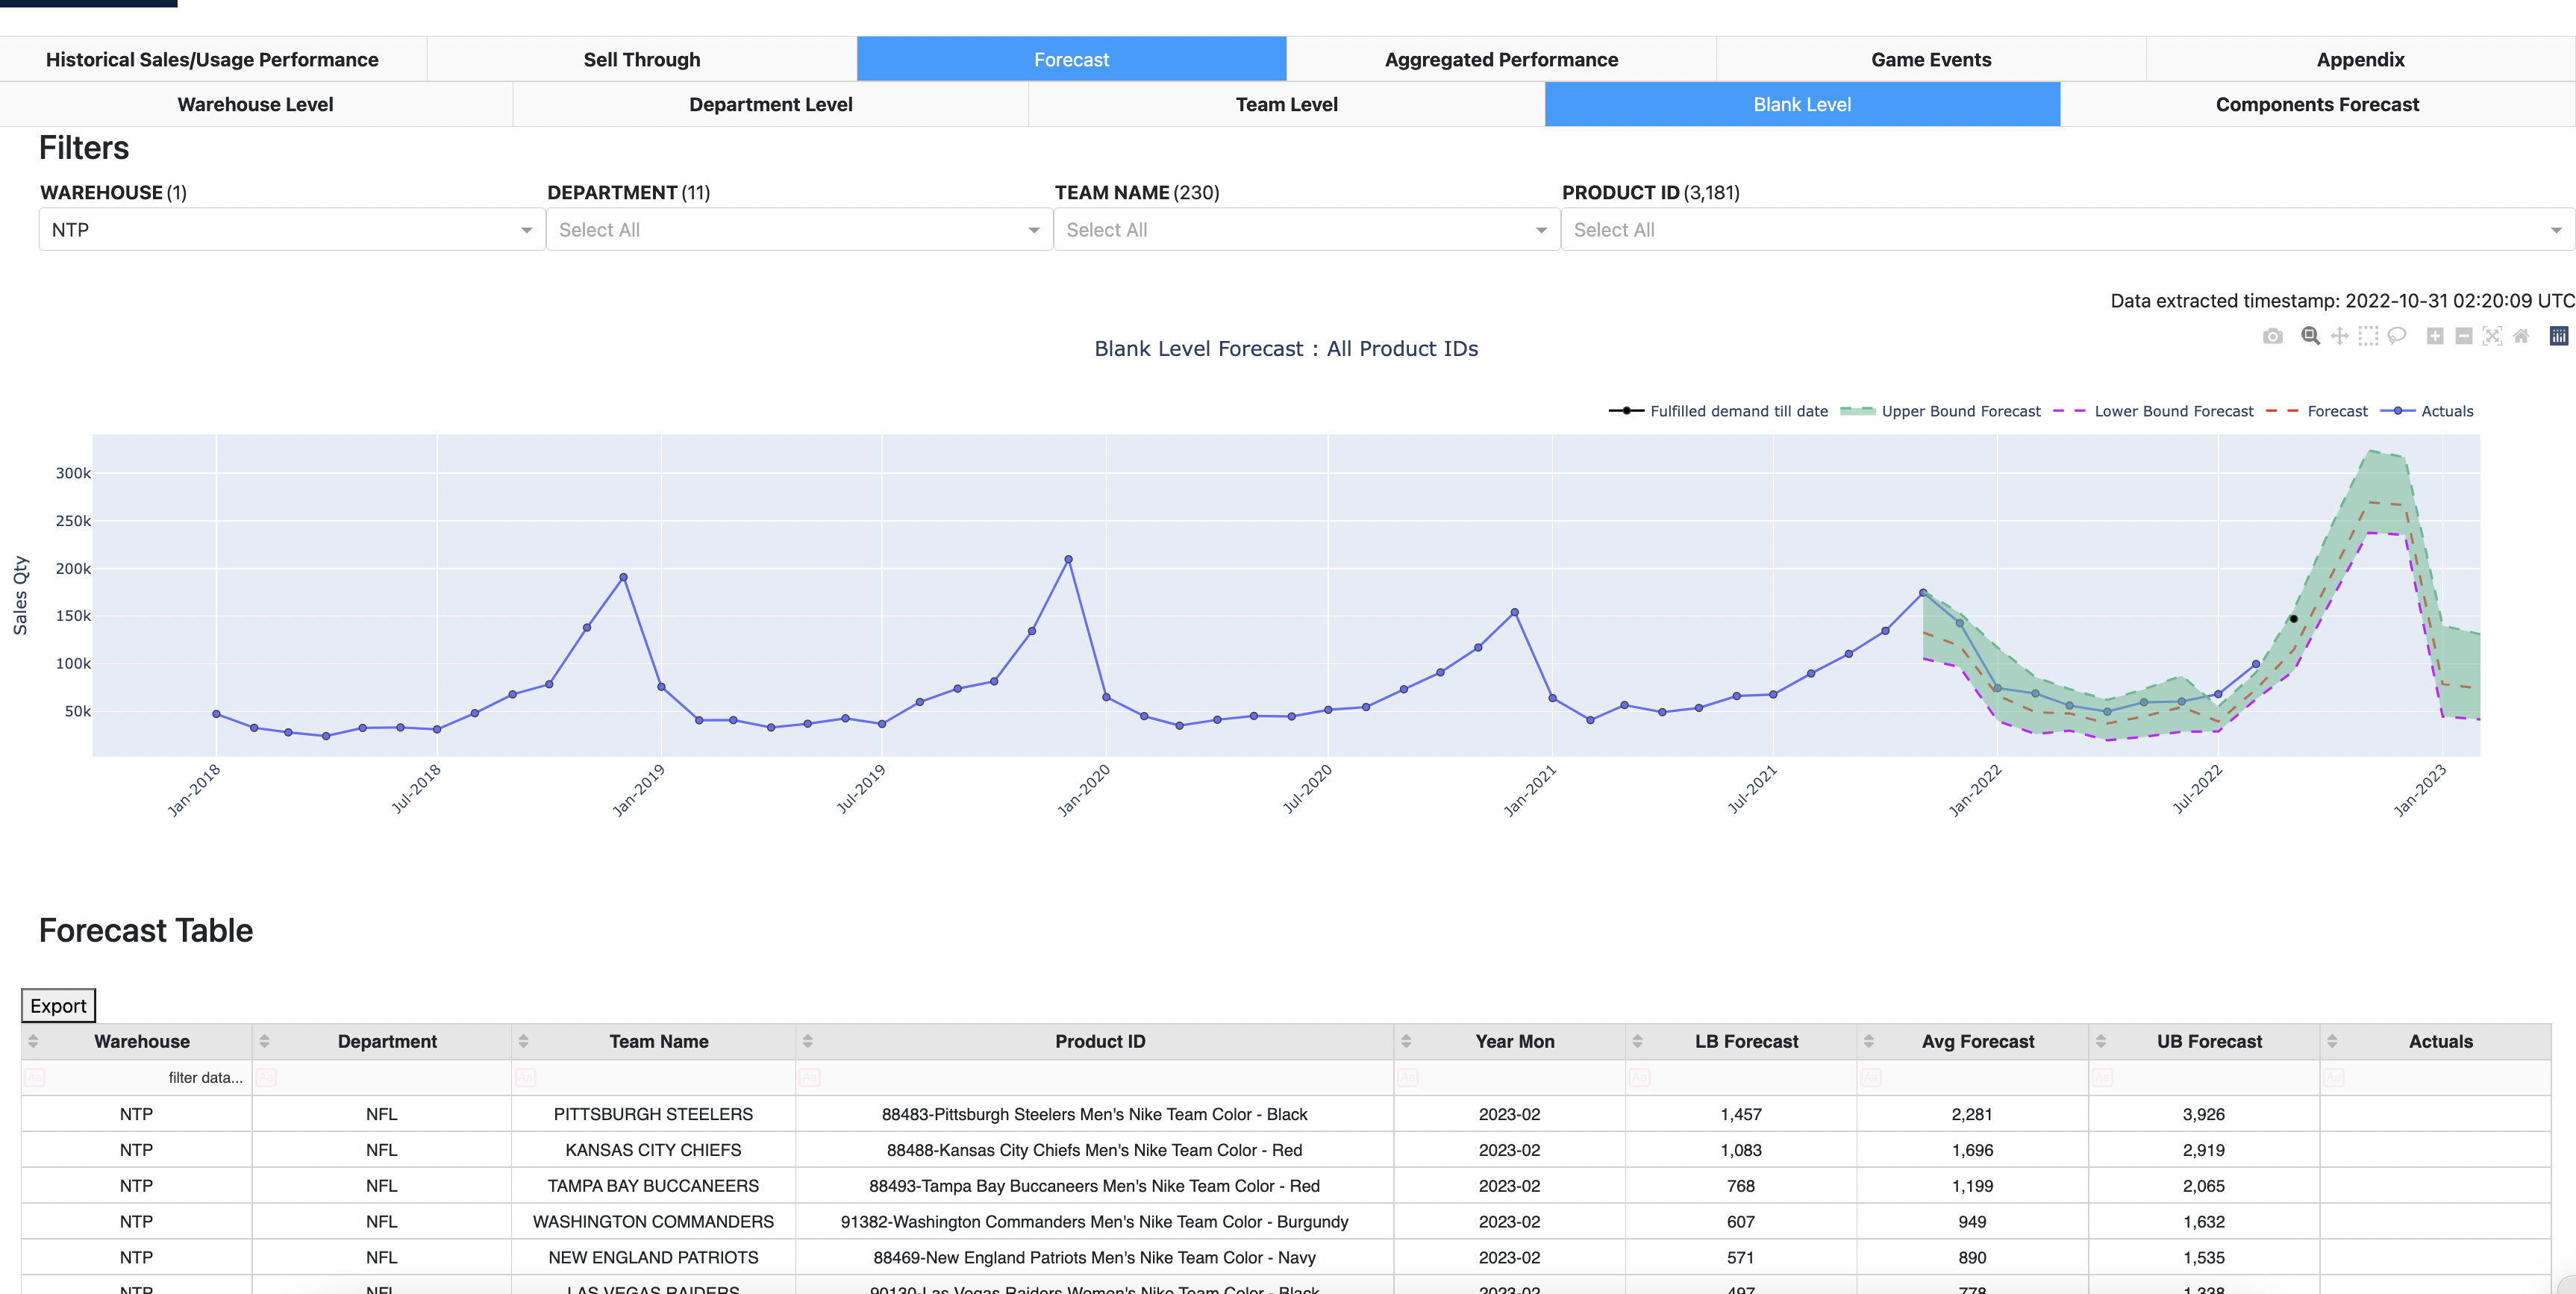 Historical Sales/Usage Performance Sell Through Forecast Aggregated Performance Game Events Appendix
Warehouse Level Department Level Team Level Blank Level Components Forecast
Filters
WAREHOUSE (1) DEPARTMENT (11) TEAM NAME (230) PRODUCT ID (3,181)
NTP Select All Select All Select All
Data extracted timestamp: 2022-10-31 02:20:09 UTC
Blank Level Forecast : All Product IDs
Fulfilled demand till date Upper Bound Forecast Lower Bound Forecast Forecast Actuals
300k
250k
200k
150k
100k
50k
Sales Qty
Jan-2018 Jul-2018 Jan-2019 Jul-2019 Jan-2020 Jul-2020 Jan-2021 Jul-2021 Jan-2022 Jul-2022 Jan-2023
Forecast Table
Export
Warehouse Department Team Name Product ID Year Mon LB Forecast Avg Forecast UB Forecast Actuals
Aa filter data... Aa Aa Aa Aa Aa Aa Aa Aa
NTP NFL PITTSBURGH STEELERS 88483-Pittsburgh Steelers Men's Nike Team Color - Black 2023-02 1,457 2,281 3,926
NTP NFL KANSAS CITY CHIEFS 88488-Kansas City Chiefs Men's Nike Team Color - Red 2023-02 1,083 1,696 2,919
NTP NFL TAMPA BAY BUCCANEERS 88493-Tampa Bay Buccaneers Men's Nike Team Color - Red 2023-02 768 1,199 2,065
NTP NFL WASHINGTON COMMANDERS 91382-Washington Commanders Men's Nike Team Color - Burgundy 2023-02 607 949 1,632
NTP NFL NEW ENGLAND PATRIOTS 88469-New England Patriots Men's Nike Team Color - Navy 2023-02 571 890 1,535
NTP NFL LAS VEGAS RAIDERS 90130-Las Vegas Raiders Women's Nike Team Color - Black 2023-02 497 778 1,338